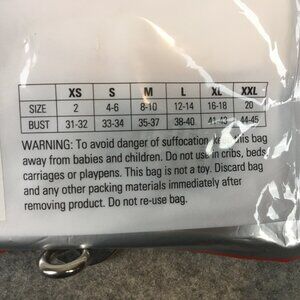 XS S M L XL XXL
SIZE 2 4-6 8-10 12-14 16-18 20
BUST 31-32 33-34 35-37 38-40 41-43 44-45
WARNING: To avoid danger of suffocation, keep this bag
away from babies and children. Do not use in cribs, beds,
carriages or playpens. This bag is not a toy. Discard bag
and any other packing materials immediately after
removing product. Do not re-use bag.